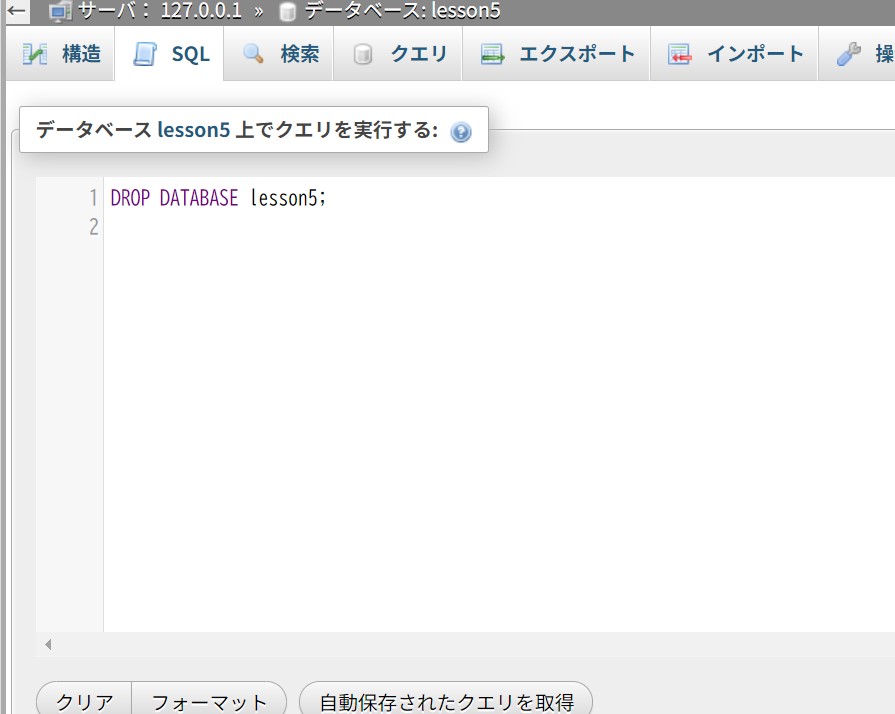 サーバ： 127.0.0.1 » データベース: lesson5
構造 SQL 検索 クエリ エクスポート インポート 操
データベース lesson5 上でクエリを実行する:
1 DROP DATABASE lesson5;
2
クリア フォーマット 自動保存されたクエリを取得